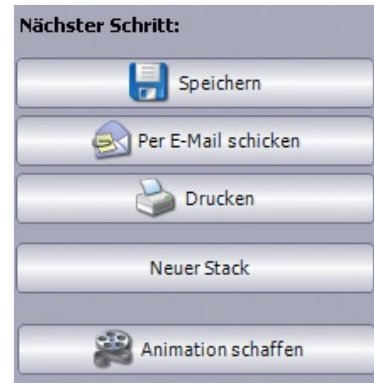 Nächster Schritt:
Speichern
Per E-Mail schicken
Drucken
Neuer Stack
Animation schaffen